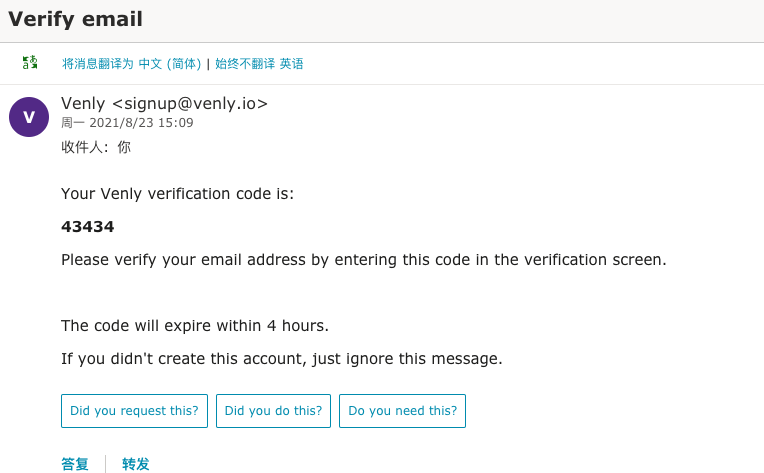 Verify email
将消息翻译为 中文 (简体) | 始终不翻译 英语
V
Venly <signup@venly.io>
周一 2021/8/23 15:09
收件人: 你
Your Venly verification code is:
43434
Please verify your email address by entering this code in the verification screen.
The code will expire within 4 hours.
If you didn't create this account, just ignore this message.
Did you request this? Did you do this? Do you need this?
答复 | 转发